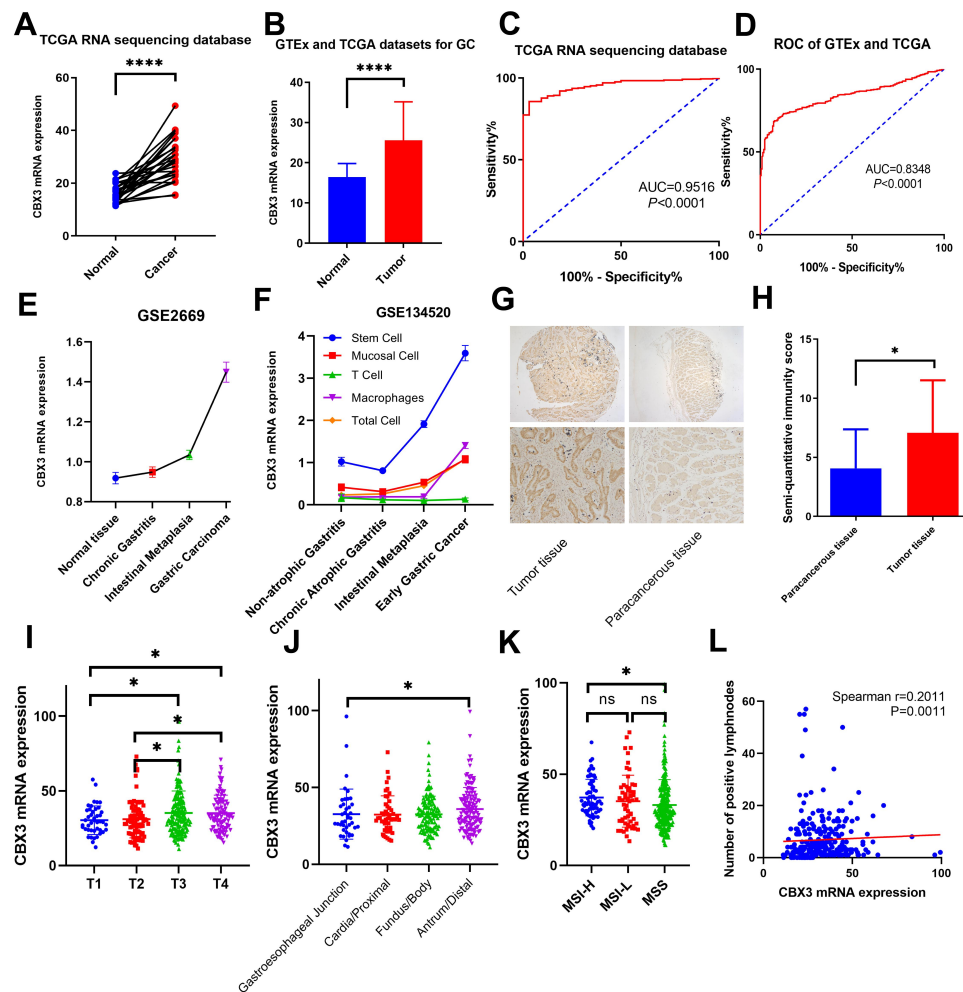 A
TCGA RNA sequencing database
****
CBX3 mRNA expression
60
40
20
0
Normal
Cancer
B
GTEx and TCGA datasets for GC
****
CBX3 mRNA expression
40
30
20
10
0
Normal
Tumor
C
TCGA RNA sequencing database
Sensitivity%
100
50
0
0
50
100
AUC=0.9516
P<0.0001
100% - Specificity%
D
ROC of GTEx and TCGA
Sensitivity%
100
50
0
0
50
100
AUC=0.8348
P<0.0001
100% - Specificity%
E
GSE2669
CBX3 mRNA expression
1.6
1.4
1.2
1.0
0.8
Normal tissue
Chronic Gastritis
Intestinal Metaplasia
Gastric Carcinoma
F
GSE134520
CBX3 mRNA expression
4
3
2
1
0
Stem Cell
Mucosal Cell
T Cell
Macrophages
Total Cell
Non-atrophic Gastritis
Chronic Atrophic Gastritis
Intestinal Metaplasia
Early Gastric Cancer
G
Tumor tissue
Paracancerous tissue
H
Semi-quantitative immunity score
15
10
5
0
*
Paracancerous tissue
Tumor tissue
I
CBX3 mRNA expression
100
50
0
*
*
*
*
T1
T2
T3
T4
J
CBX3 mRNA expression
100
50
0
*
Gastroesophageal Junction
Cardia/Proximal
Fundus/Body
Antrum/Distal
K
CBX3 mRNA expression
100
50
0
*
ns
ns
MSI-H
MSI-L
MSS
L
Number of positive lymphnodes
60
40
20
0
Spearman r=0.2011
P=0.0011
0
50
100
CBX3 mRNA expression